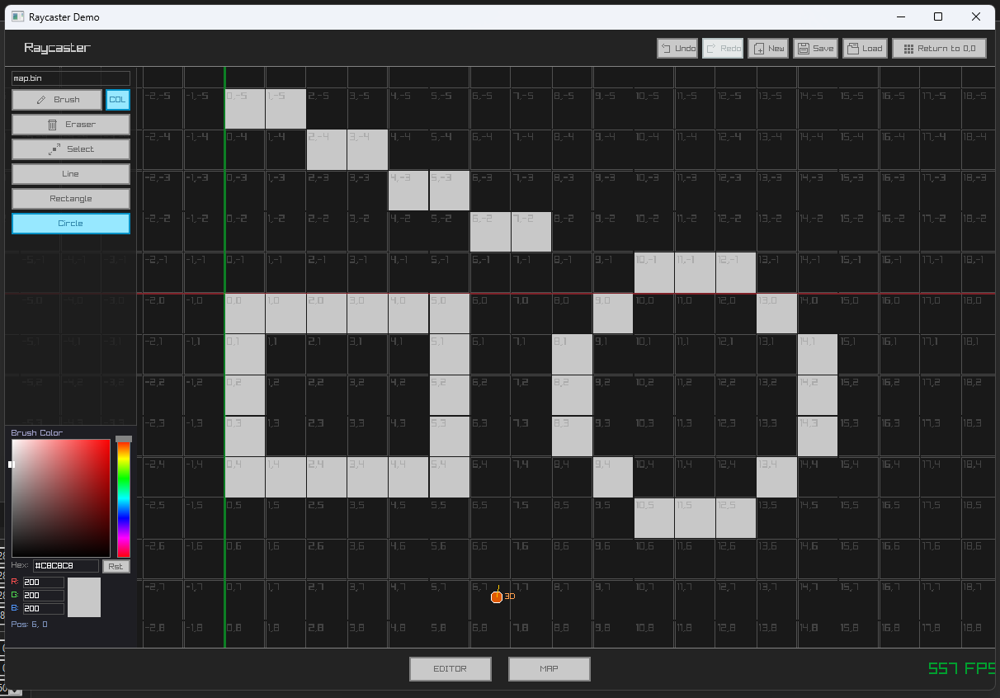 Raycaster Demo
Raycaster
Undo Redo New Save Load Return to 0,0
map.bin
Brush COL
Eraser
Select
Line
Rectangle
Circle
-2,-5 -1,-5 0,-5 1,-5 2,-5 3,-5 4,-5 5,-5 6,-5 7,-5 8,-5 9,-5 10,-5 11,-5 12,-5 13,-5 14,-5 15,-5 16,-5 17,-5 18,-5
-2,-4 -1,-4 0,-4 1,-4 2,-4 3,-4 4,-4 5,-4 6,-4 7,-4 8,-4 9,-4 10,-4 11,-4 12,-4 13,-4 14,-4 15,-4 16,-4 17,-4 18,-4
-2,-3 -1,-3 0,-3 1,-3 2,-3 3,-3 4,-3 5,-3 6,-3 7,-3 8,-3 9,-3 10,-3 11,-3 12,-3 13,-3 14,-3 15,-3 16,-3 17,-3 18,-3
-2,-2 -1,-2 0,-2 1,-2 2,-2 3,-2 4,-2 5,-2 6,-2 7,-2 8,-2 9,-2 10,-2 11,-2 12,-2 13,-2 14,-2 15,-2 16,-2 17,-2 18,-2
-5,-1 -4,-1 -3,-1 -2,-1 -1,-1 0,-1 1,-1 2,-1 3,-1 4,-1 5,-1 6,-1 7,-1 8,-1 9,-1 10,-1 11,-1 12,-1 13,-1 14,-1 15,-1 16,-1 17,-1 18,-1
-5,0 -4,0 -3,0 -2,0 -1,0 0,0 1,0 2,0 3,0 4,0 5,0 6,0 7,0 8,0 9,0 10,0 11,0 12,0 13,0 14,0 15,0 16,0 17,0 18,0
-5,1 -4,1 -3,1 -2,1 -1,1 0,1 1,1 2,1 3,1 4,1 5,1 6,1 7,1 8,1 9,1 10,1 11,1 12,1 13,1 14,1 15,1 16,1 17,1 18,1
-5,2 -4,2 -3,2 -2,2 -1,2 0,2 1,2 2,2 3,2 4,2 5,2 6,2 7,2 8,2 9,2 10,2 11,2 12,2 13,2 14,2 15,2 16,2 17,2 18,2
-2,3 -1,3 0,3 1,3 2,3 3,3 4,3 5,3 6,3 7,3 8,3 9,3 10,3 11,3 12,3 13,3 14,3 15,3 16,3 17,3 18,3
-2,4 -1,4 0,4 1,4 2,4 3,4 4,4 5,4 6,4 7,4 8,4 9,4 10,4 11,4 12,4 13,4 14,4 15,4 16,4 17,4 18,4
-2,5 -1,5 0,5 1,5 2,5 3,5 4,5 5,5 6,5 7,5 8,5 9,5 10,5 11,5 12,5 13,5 14,5 15,5 16,5 17,5 18,5
-2,6 -1,6 0,6 1,6 2,6 3,6 4,6 5,6 6,6 7,6 8,6 9,6 10,6 11,6 12,6 13,6 14,6 15,6 16,6 17,6 18,6
-2,7 -1,7 0,7 1,7 2,7 3,7 4,7 5,7 6,7 7,7 8,7 9,7 10,7 11,7 12,7 13,7 14,7 15,7 16,7 17,7 18,7
3D
-2,8 -1,8 0,8 1,8 2,8 3,8 4,8 5,8 6,8 7,8 8,8 9,8 10,8 11,8 12,8 13,8 14,8 15,8 16,8 17,8 18,8
Brush Color
Hex: #C8C8C8 Rst
R: 200
G: 200
B: 200
Pos: 6, 0
EDITOR MAP
557 FPS